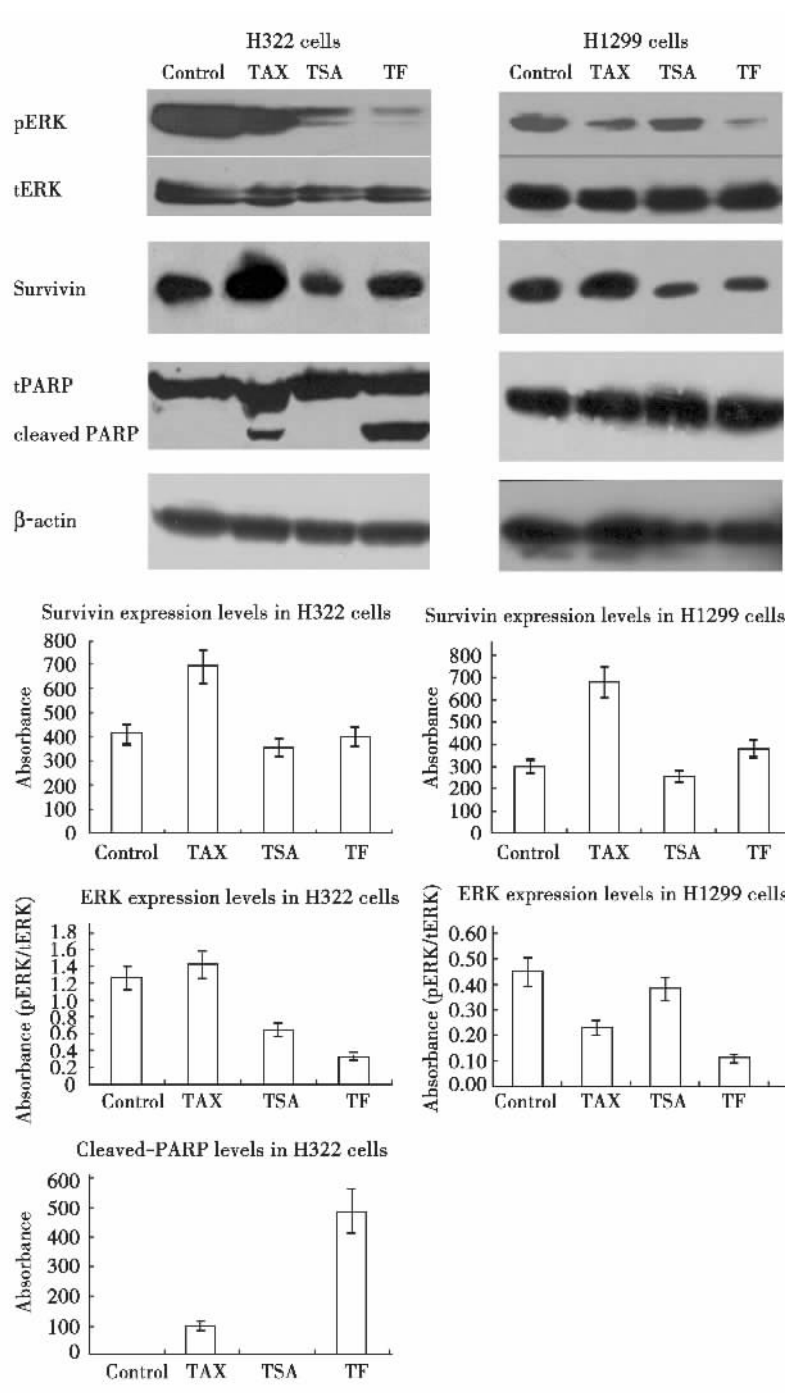 H322 cells H1299 cells
Control TAX TSA TF Control TAX TSA TF
pERK
tERK
Survivin
tPARP
cleaved PARP
β-actin
Survivin expression levels in H322 cells
Absorbance
800
700
600
500
400
300
200
100
0
Control TAX TSA TF
Survivin expression levels in H1299 cells
Absorbance
800
700
600
500
400
300
200
100
0
Control TAX TSA TF
ERK expression levels in H322 cells
Absorbance (pERK/tERK)
1.8
1.6
1.4
1.2
1.0
0.8
0.6
0.4
0.2
0
Control TAX TSA TF
ERK expression levels in H1299 cells
Absorbance (pERK/tERK)
0.60
0.50
0.40
0.30
0.20
0.10
0.00
Control TAX TSA TF
Cleaved-PARP levels in H322 cells
Absorbance
600
500
400
300
200
100
0
Control TAX TSA TF